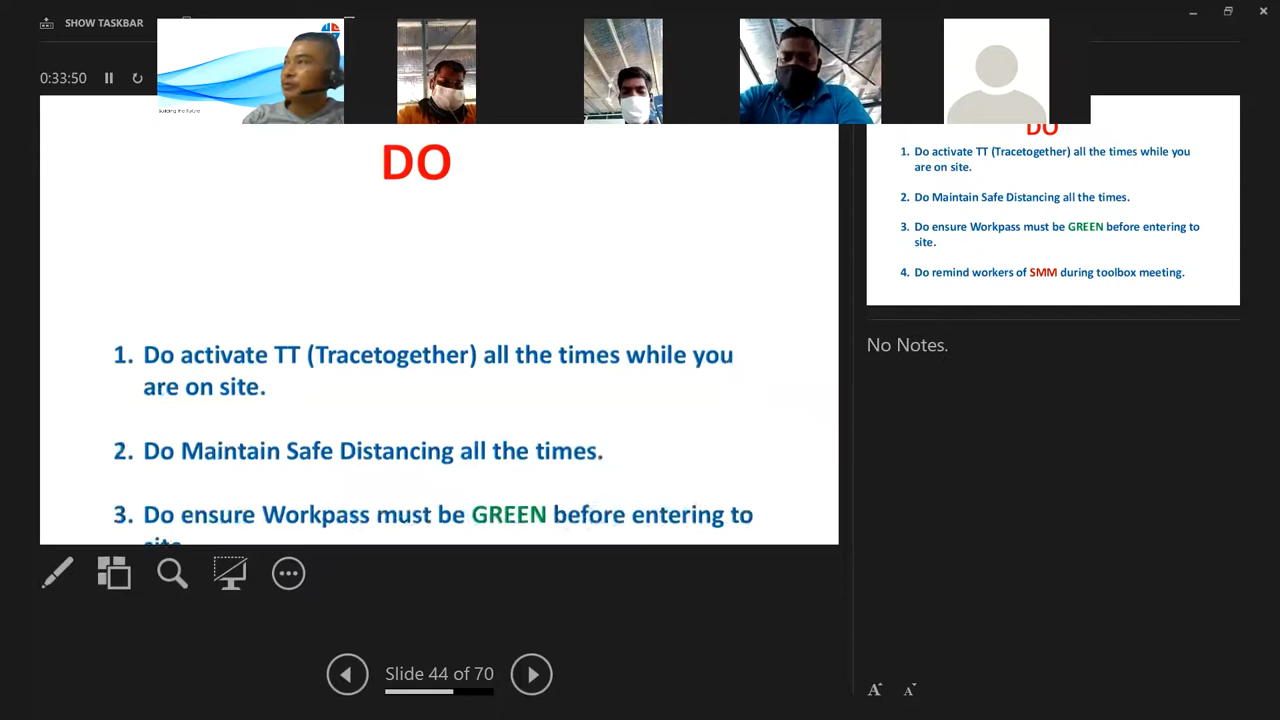 SHOW TASKBAR
0:33:50
Building the Future
DO
1. Do activate TT (Tracetogether) all the times while you
are on site.
2. Do Maintain Safe Distancing all the times.
3. Do ensure Workpass must be GREEN before entering to
site.
Slide 44 of 70
DO
1. Do activate TT (Tracetogether) all the times while you
are on site.
2. Do Maintain Safe Distancing all the times.
3. Do ensure Workpass must be GREEN before entering to
site.
4. Do remind workers of SMM during toolbox meeting.
No Notes.
A A